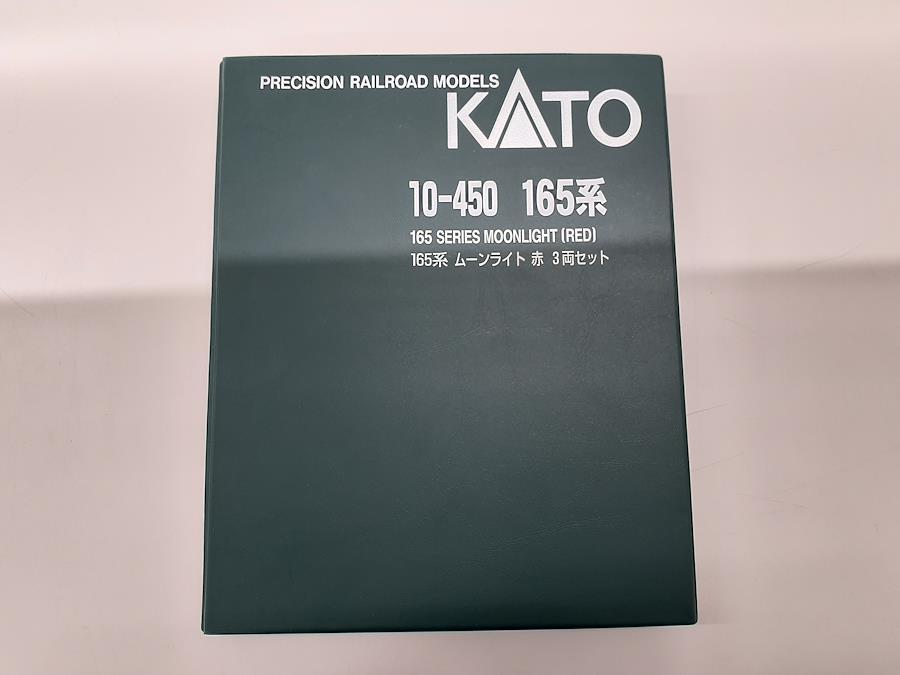 PRECISION RAILROAD MODELS
KATO
10-450 165系
165 SERIES MOONLIGHT (RED)
165系 ムーンライト 赤 3両セット